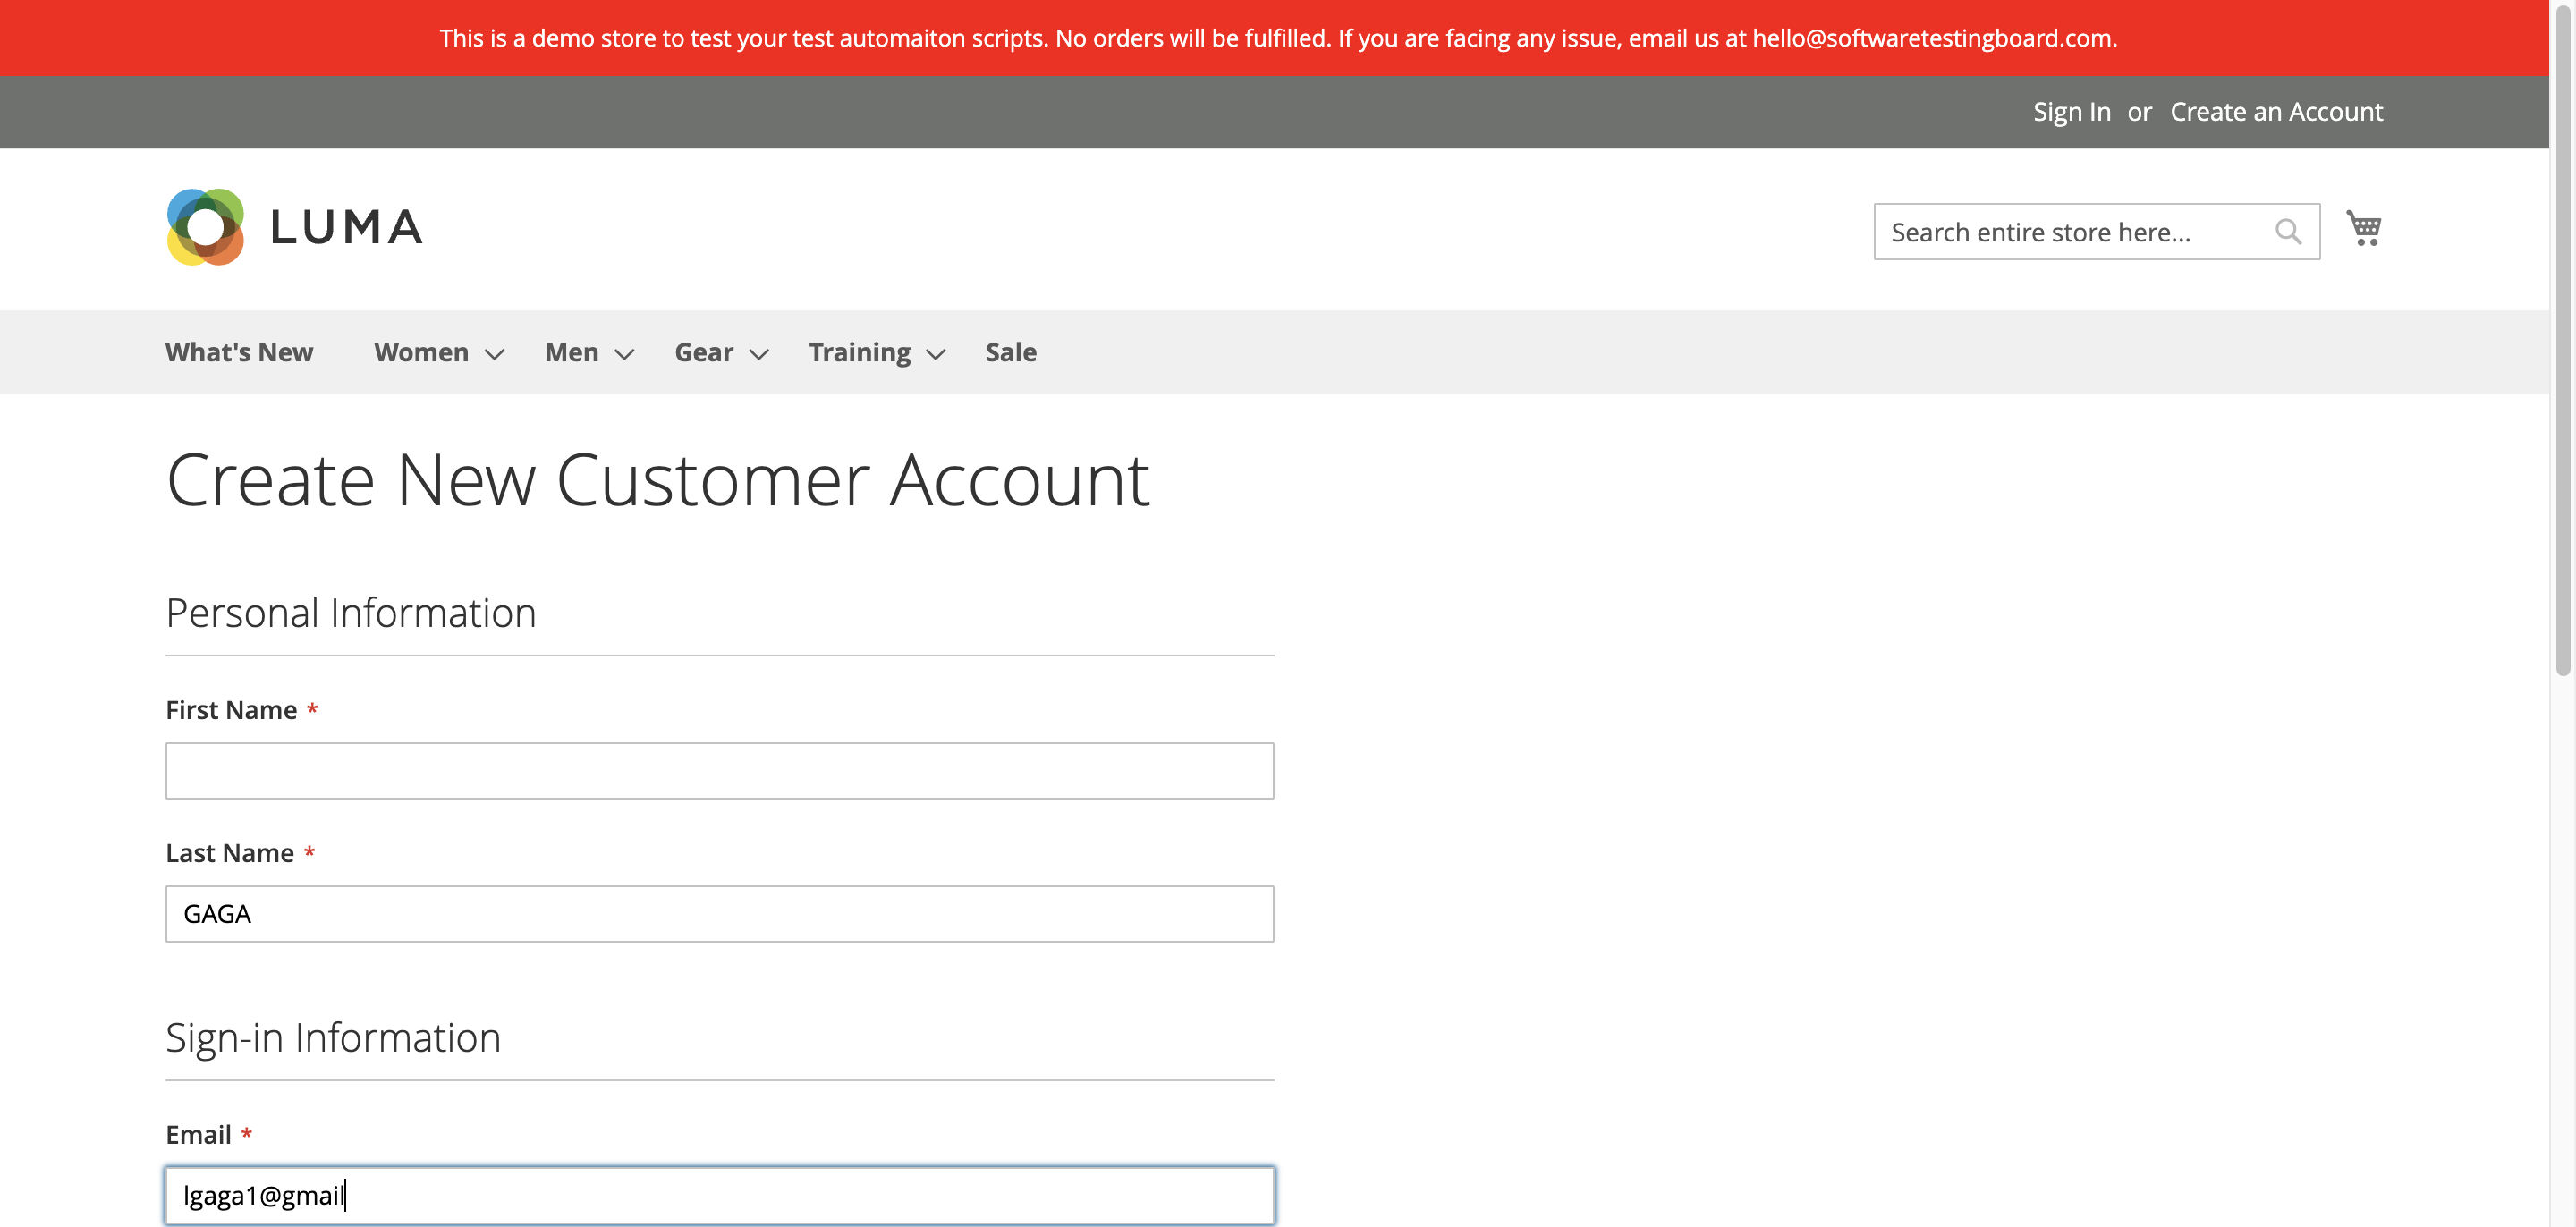 This is a demo store to test your test automaiton scripts. No orders will be fulfilled. If you are facing any issue, email us at hello@softwaretestingboard.com.
Sign In or Create an Account
LUMA
Search entire store here...
What's New Women Men Gear Training Sale
Create New Customer Account
Personal Information
First Name *
Last Name *
GAGA
Sign-in Information
Email *
lgaga1@gmail